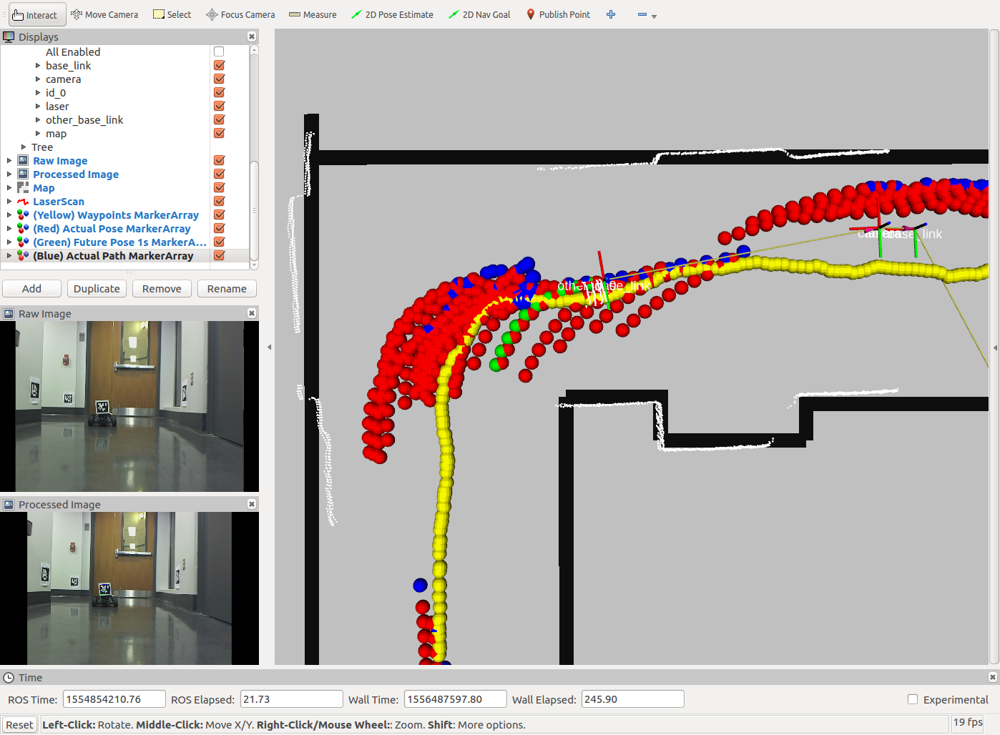 Interact Move Camera Select Focus Camera Measure 2D Pose Estimate 2D Nav Goal Publish Point
Displays
All Enabled
base_link
camera
id_0
laser
other_base_link
map
Tree
Raw Image
Processed Image
Map
LaserScan
(Yellow) Waypoints MarkerArray
(Red) Actual Pose MarkerArray
(Green) Future Pose 1s MarkerA...
(Blue) Actual Path MarkerArray
Add Duplicate Remove Rename
Raw Image
Processed Image
Time
ROS Time: 1554854210.76 ROS Elapsed: 21.73 Wall Time: 1556487597.80 Wall Elapsed: 245.90 Experimental
Reset Left-Click: Rotate. Middle-Click: Move X/Y. Right-Click/Mouse Wheel:: Zoom. Shift: More options. 19 fps